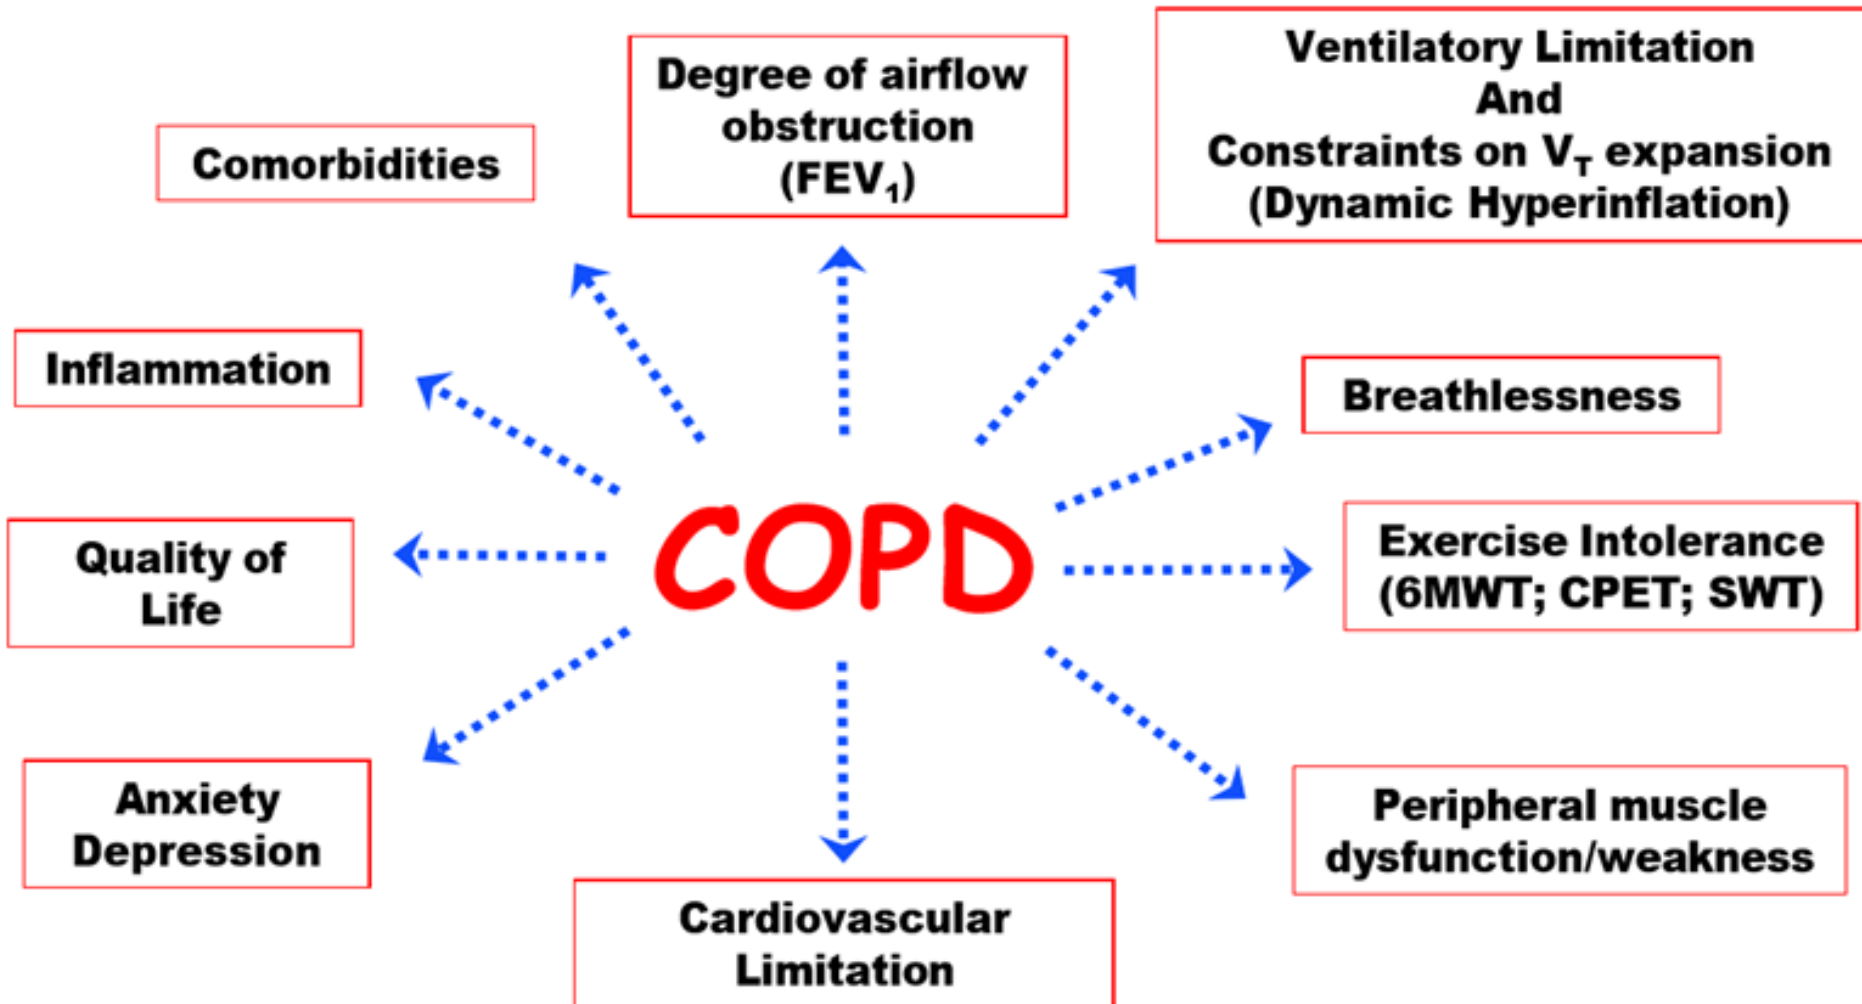 Comorbidities
Degree of airflow
obstruction
(FEV₁)
Ventilatory Limitation
And
Constraints on V_T expansion
(Dynamic Hyperinflation)
Inflammation
Breathlessness
Quality of
Life
COPD
Exercise Intolerance
(6MWT; CPET; SWT)
Anxiety
Depression
Cardiovascular
Limitation
Peripheral muscle
dysfunction/weakness